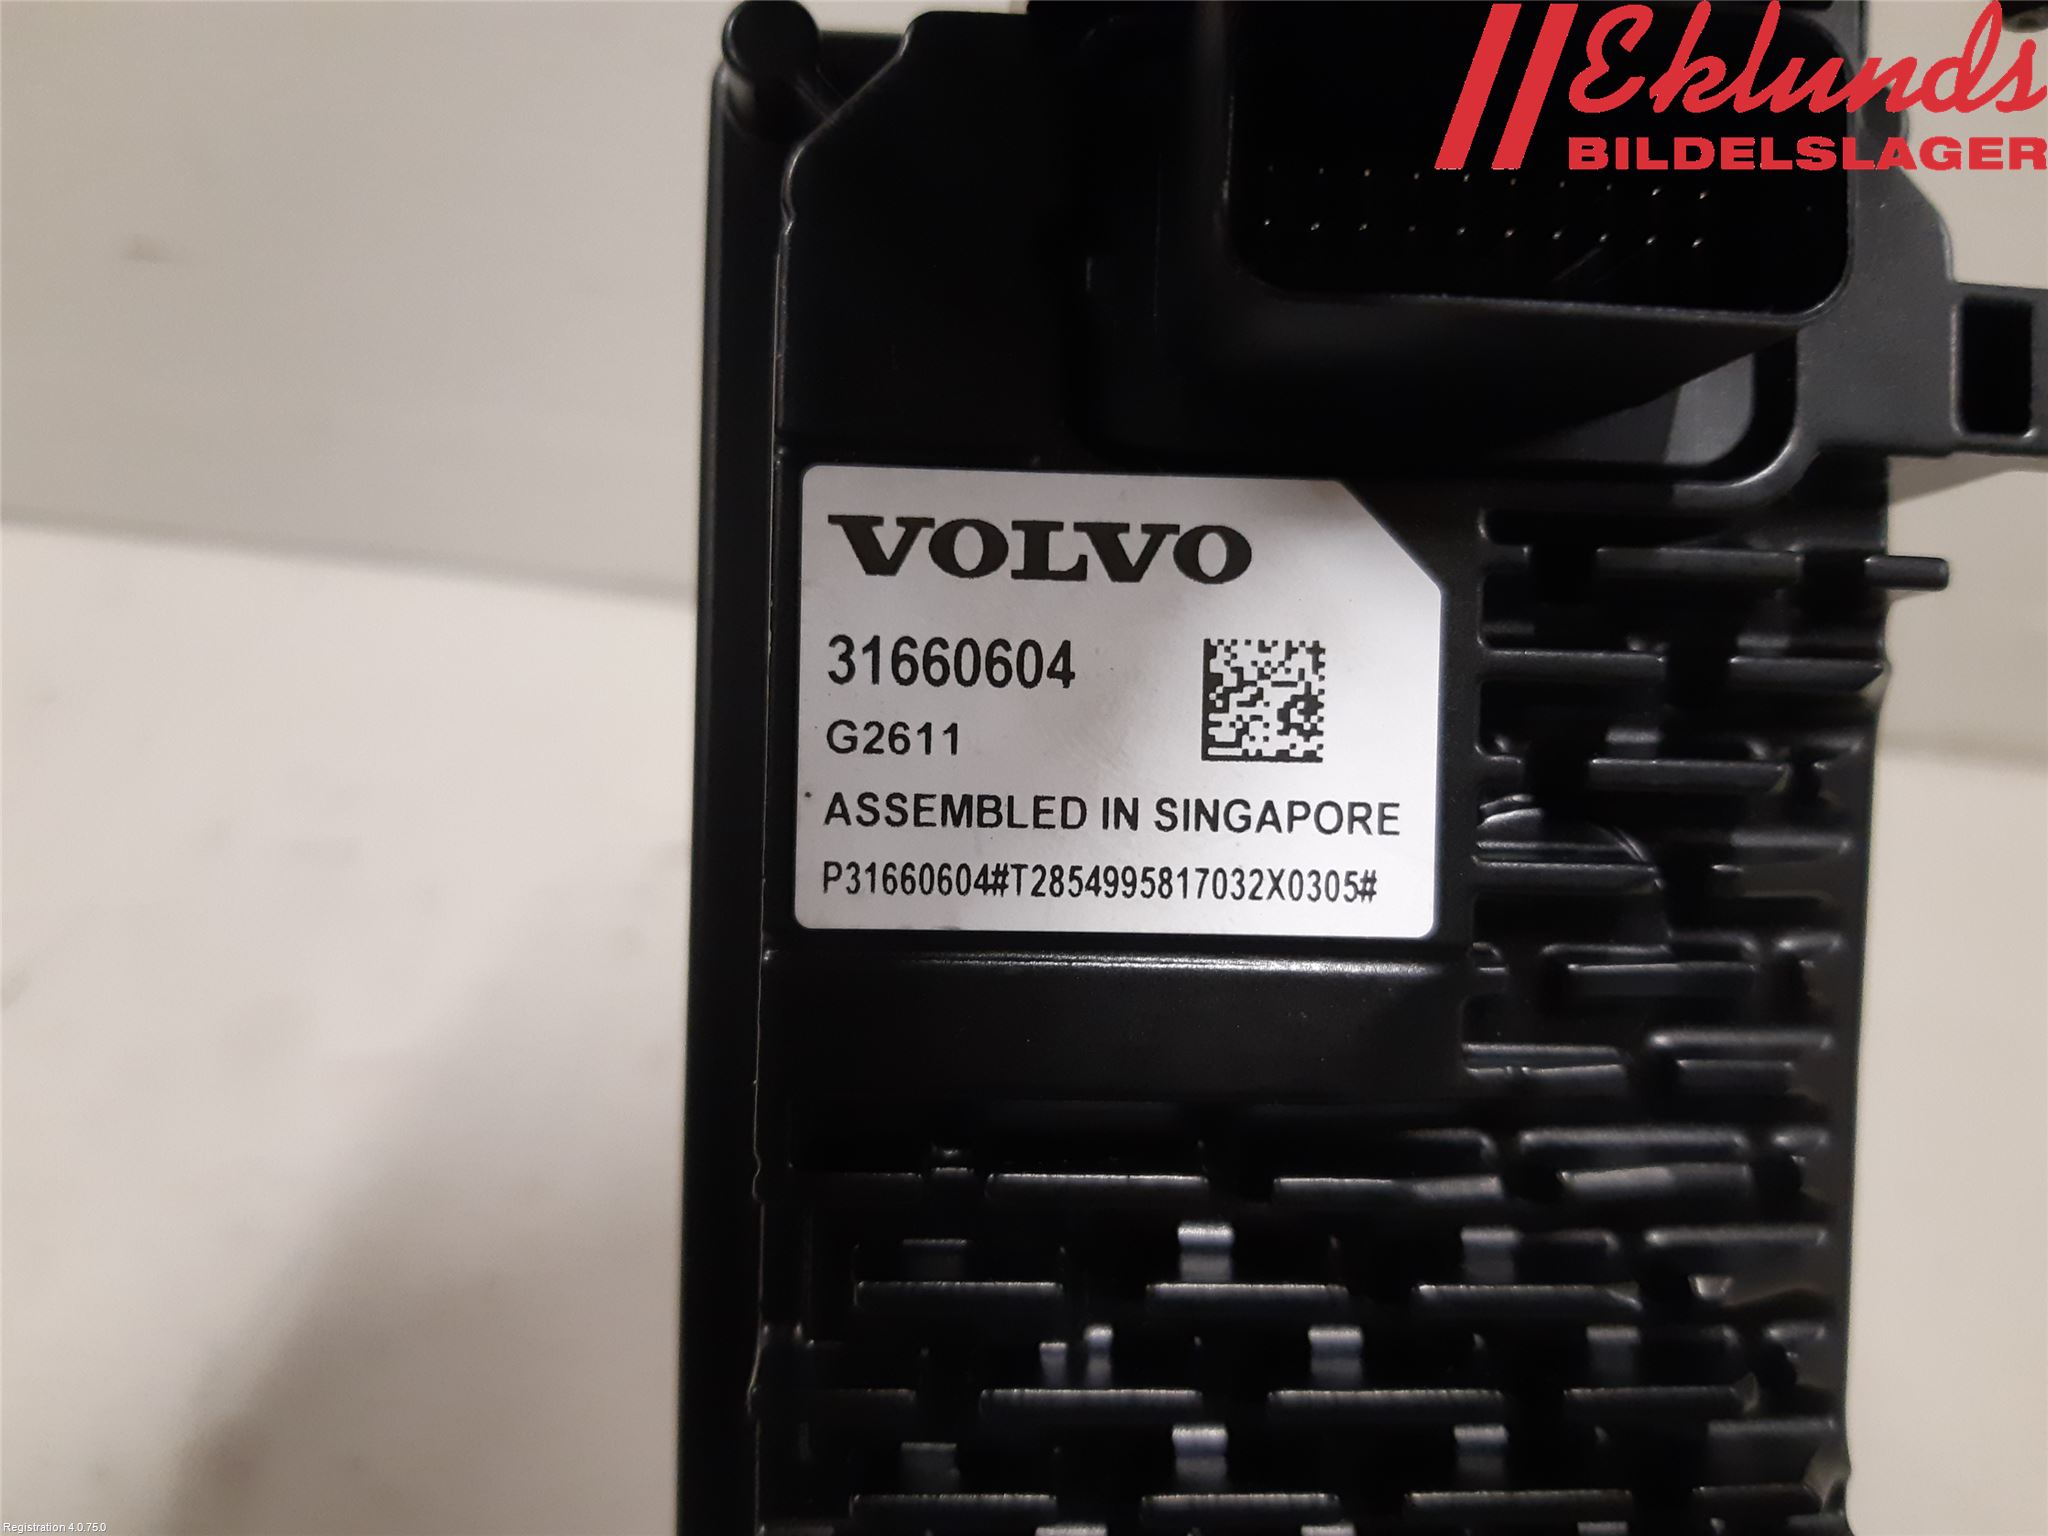 Eklunds
BILDELSLAGER
VOLVO
31660604
G2611
ASSEMBLED IN SINGAPORE
P31660604#T2854995817032X0305#
Registration 4.0.75.0